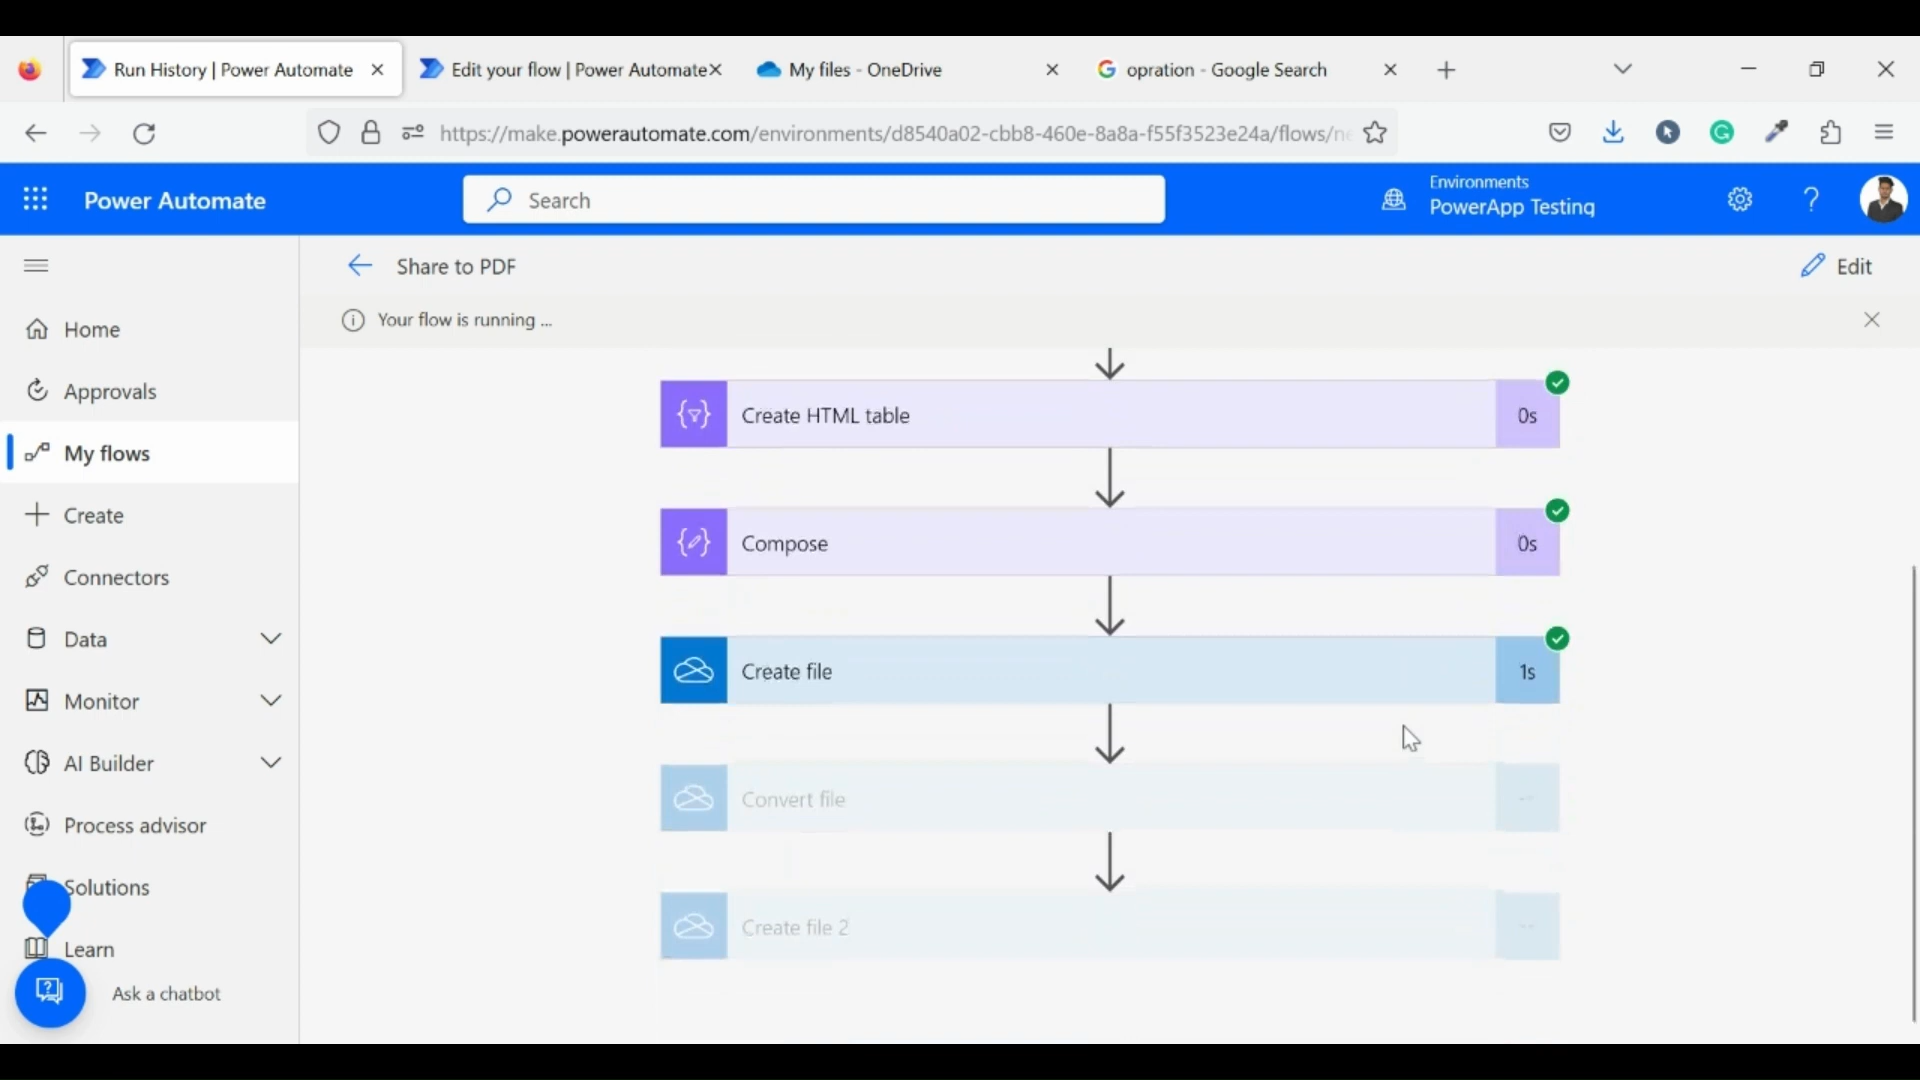 Run History | Power Automate
Edit your flow | Power Automate
My files - OneDrive
opration - Google Search
https://make.powerautomate.com/environments/d8540a02-cbb8-460e-8a8a-f55f3523e24a/flows/ne
Power Automate
Search
Environments
PowerApp Testing
Share to PDF
Edit
Your flow is running ...
Home
Approvals
My flows
Create
Connectors
Data
Monitor
AI Builder
Process advisor
Solutions
Learn
Ask a chatbot
Create HTML table
0s
Compose
0s
Create file
1s
Convert file
--
Create file 2
--